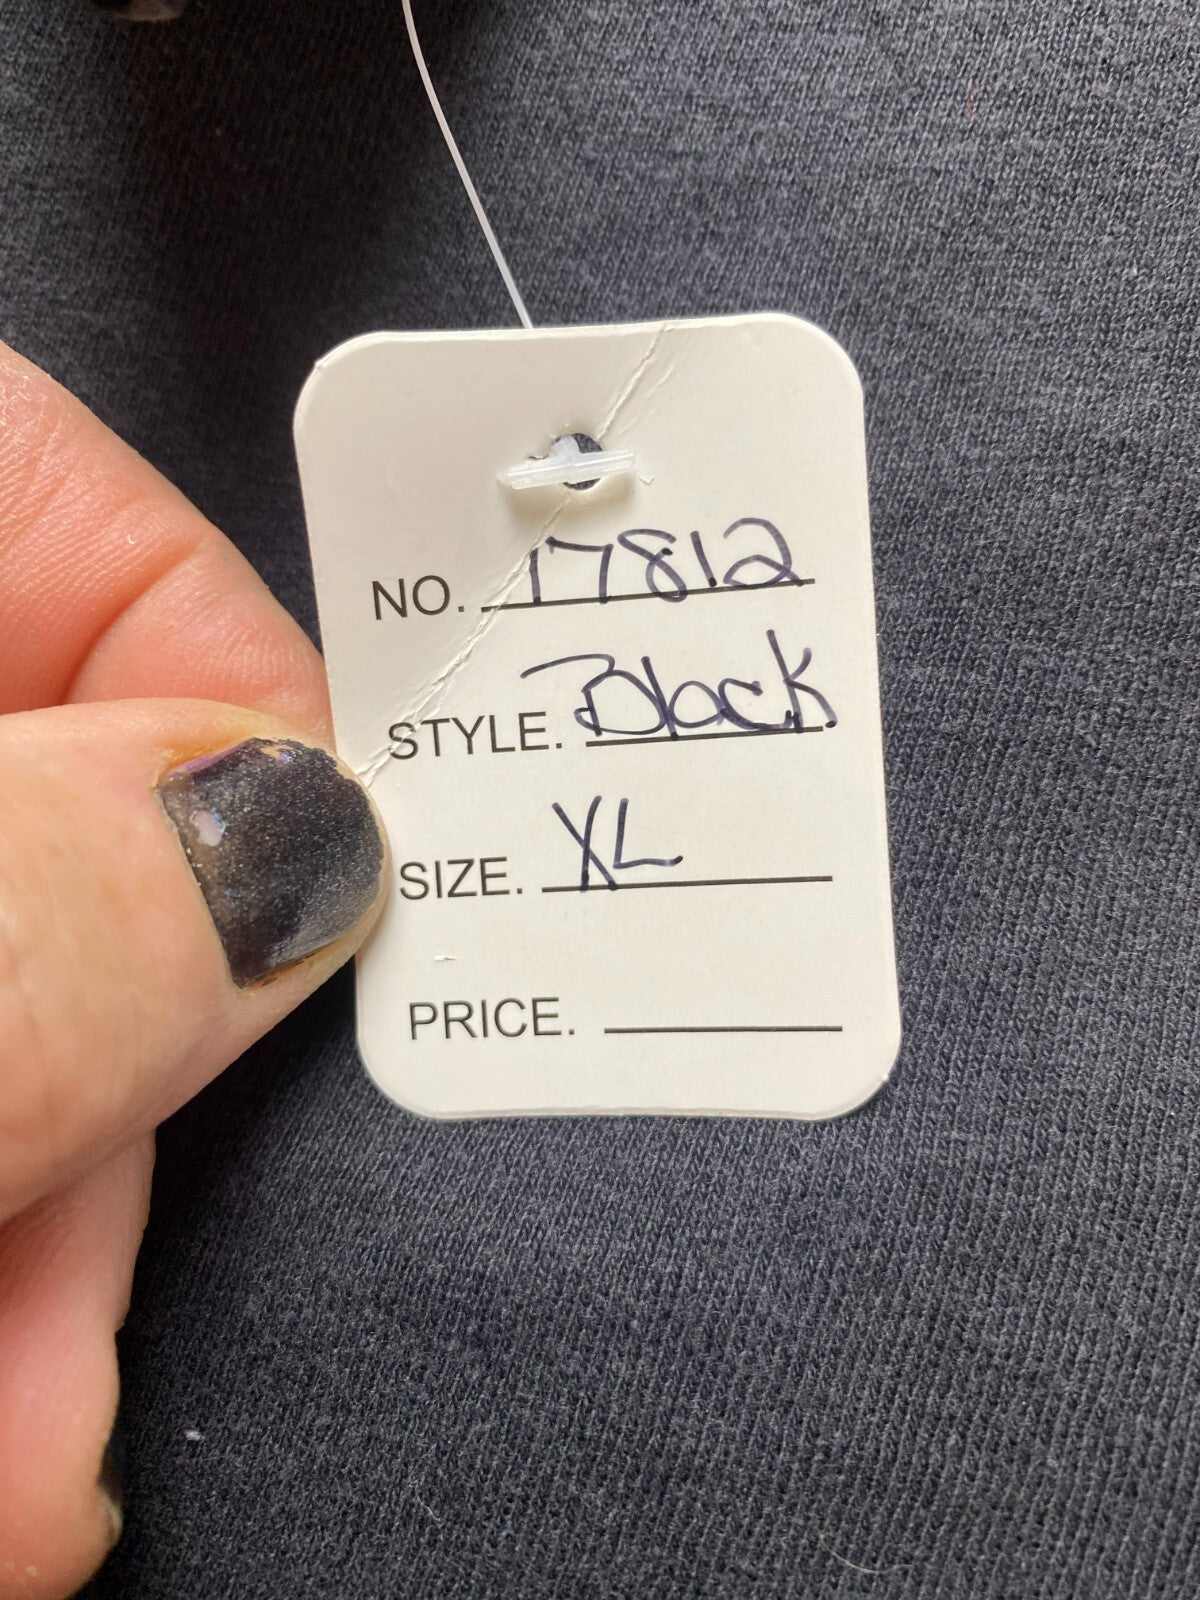 NO. 17812
STYLE. Black
SIZE. XL
PRICE.